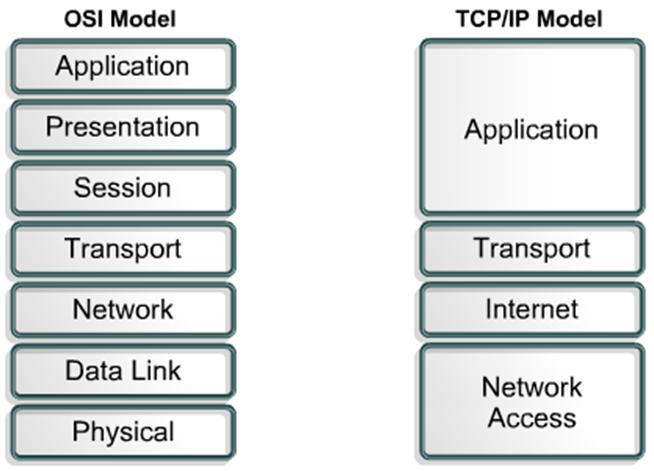 OSI Model
Application
Presentation
Session
Transport
Network
Data Link
Physical
TCP/IP Model
Application
Transport
Internet
Network
Access